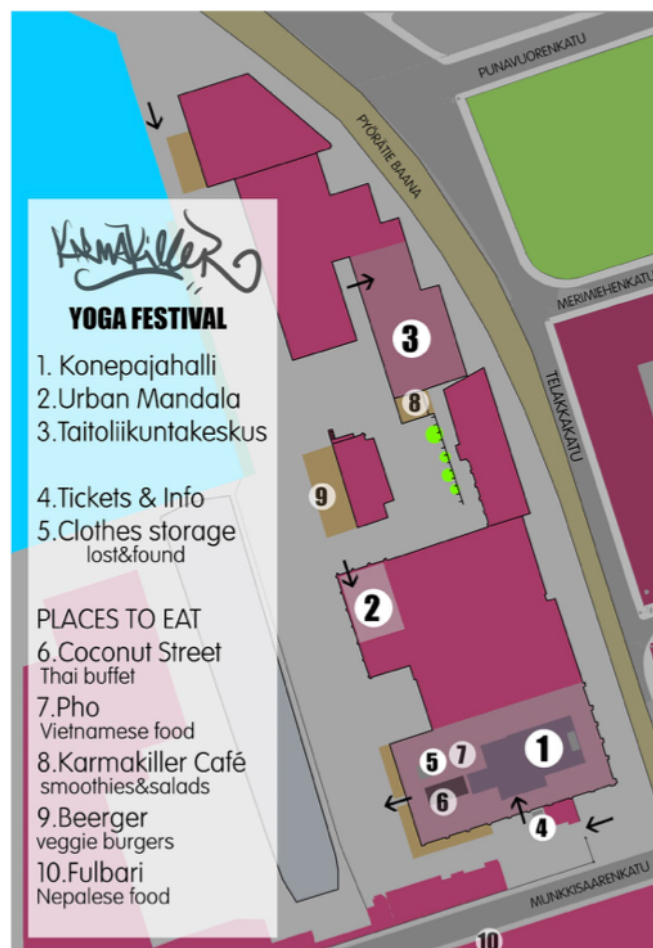 KARMAKILLER
YOGA FESTIVAL
1. Konepajahalli
2.Urban Mandala
3.Taitoliikuntakeskus
4.Tickets & Info
5.Clothes storage
lost&found
PLACES TO EAT
6.Coconut Street
Thai buffet
7.Pho
Vietnamese food
8.Karmakiller Café
smoothies&salads
9.Beerger
veggie burgers
10.Fulbari
Nepalese food
PUNAVUORENKATU
PYÖRÄTIE BAANA
MERIMIEHENKATU
TELAKKAKATU
3
8
9
2
1
5
7
6
4
MUNKKISAARENKATU
10